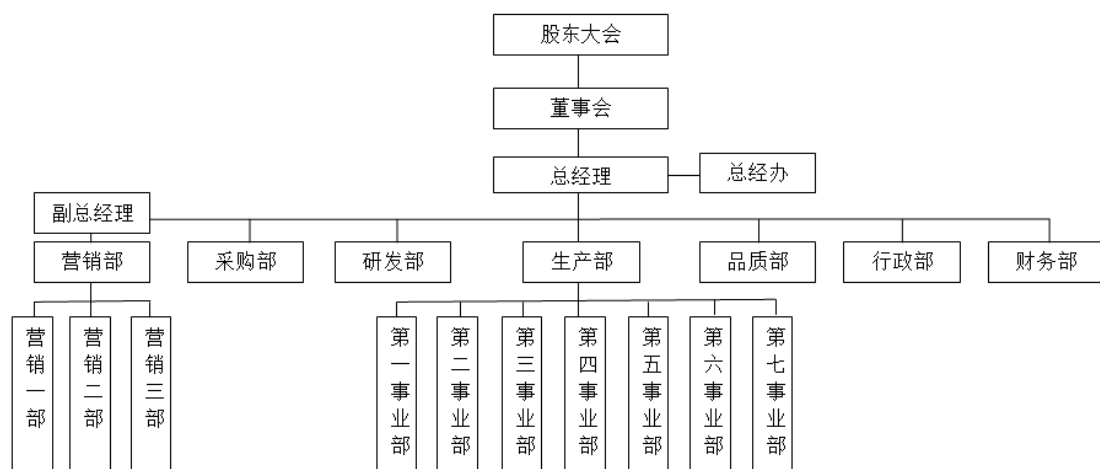 股东大会
董事会
总经理
总经办
副总经理
营销部
采购部
研发部
生产部
品质部
行政部
财务部
营销一部
营销二部
营销三部
第一事业部
第二事业部
第三事业部
第四事业部
第五事业部
第六事业部
第七事业部